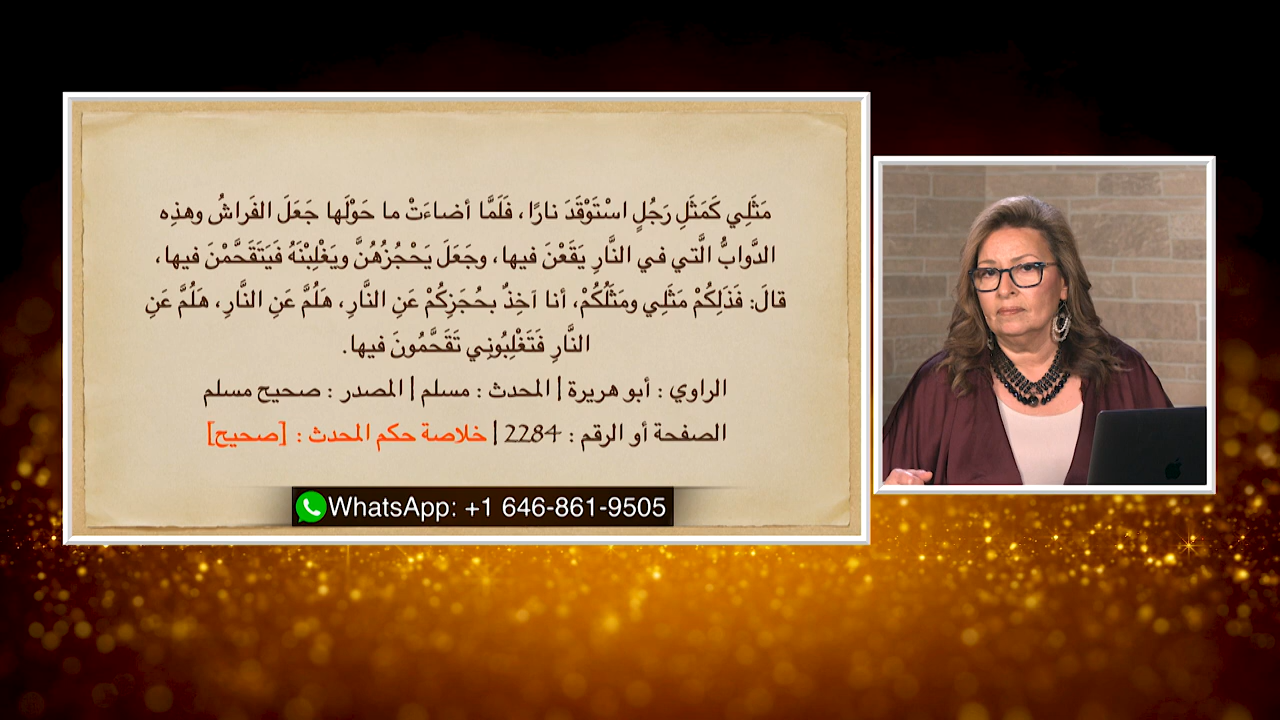 مَثَلِي كَمَثَلِ رَجُلٍ اسْتَوْقَدَ نارًا، فَلَمَّا أضاءَتْ ما حَوْلَها جَعَلَ الفَراشُ وهذِه
الدَّوابُّ الَّتي في النَّارِ يَقَعْنَ فيها، وجَعَلَ يَحْجُزُهُنَّ ويَغْلِبْنَهُ فَيَتَقَحَّمْنَ فيها،
قالَ: فَذَلِكُمْ مَثَلِي ومَثَلُكُمْ، أنا آخِذٌ بحُجَزِكُمْ عَنِ النَّارِ، هَلُمَّ عَنِ النَّارِ، هَلُمَّ عَنِ
النَّارِ فَتَغْلِبُونِي تَقَحَّمُونَ فيها.
الراوي : أبو هريرة | المحدث : مسلم | المصدر : صحيح مسلم
الصفحة أو الرقم : 2284 | خلاصة حكم المحدث : [صحيح]
WhatsApp: +1 646-861-9505